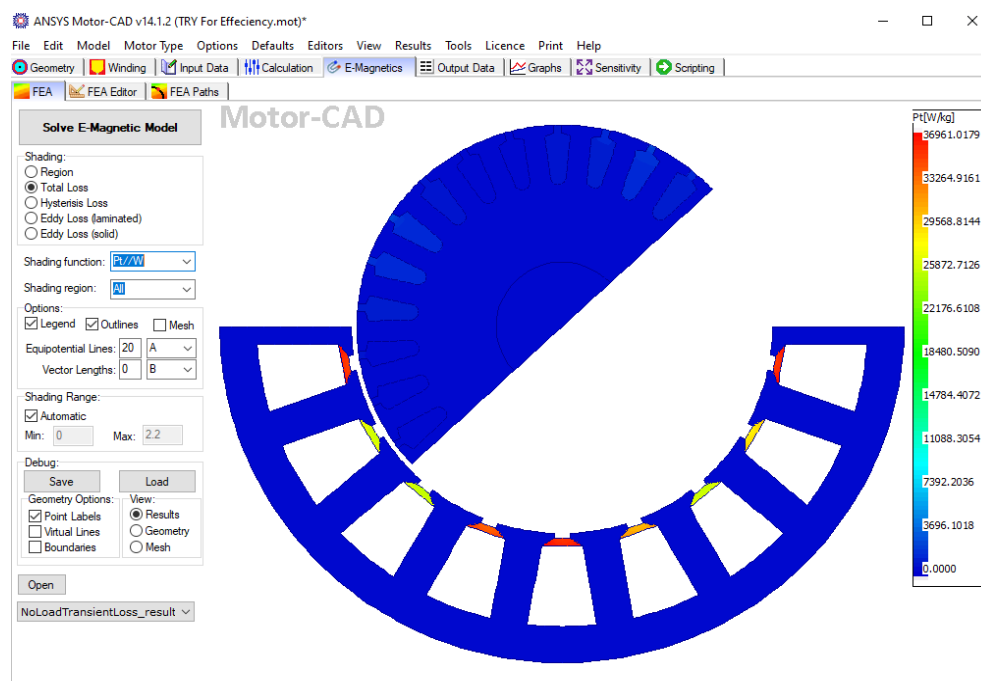 ANSYS Motor-CAD v14.1.2 (TRY For Effeciency.mot)*
File Edit Model Motor Type Options Defaults Editors View Results Tools Licence Print Help
Geometry Winding Input Data Calculation E-Magnetics Output Data Graphs Sensitivity Scripting
FEA FEA Editor FEA Paths
Solve E-Magnetic Model
Motor-CAD
Shading:
Region
Total Loss
Hysterisis Loss
Eddy Loss (laminated)
Eddy Loss (solid)
Shading function: Pt//W
Shading region: All
Options:
Legend Outlines Mesh
Equipotential Lines: 20 A
Vector Lengths: 0 B
Shading Range:
Automatic
Min: 0 Max: 2.2
Debug:
Save Load
Geometry Options: View:
Point Labels Results
Virtual Lines Geometry
Boundaries Mesh
Open
NoLoadTransientLoss_result
Pt[W/kg]
36961.0179
33264.9161
29568.8144
25872.7126
22176.6108
18480.5090
14784.4072
11088.3054
7392.2036
3696.1018
0.0000